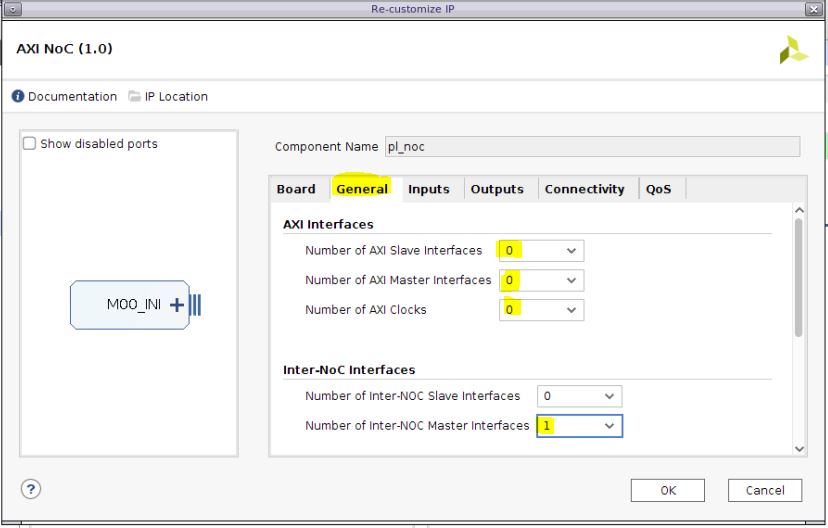 Re-customize IP
AXI NoC (1.0)
Documentation IP Location
Show disabled ports
M00_INI
Component Name pl_noc
Board General Inputs Outputs Connectivity QoS
AXI Interfaces
Number of AXI Slave Interfaces 0
Number of AXI Master Interfaces 0
Number of AXI Clocks 0
Inter-NoC Interfaces
Number of Inter-NOC Slave Interfaces 0
Number of Inter-NOC Master Interfaces 1
OK Cancel